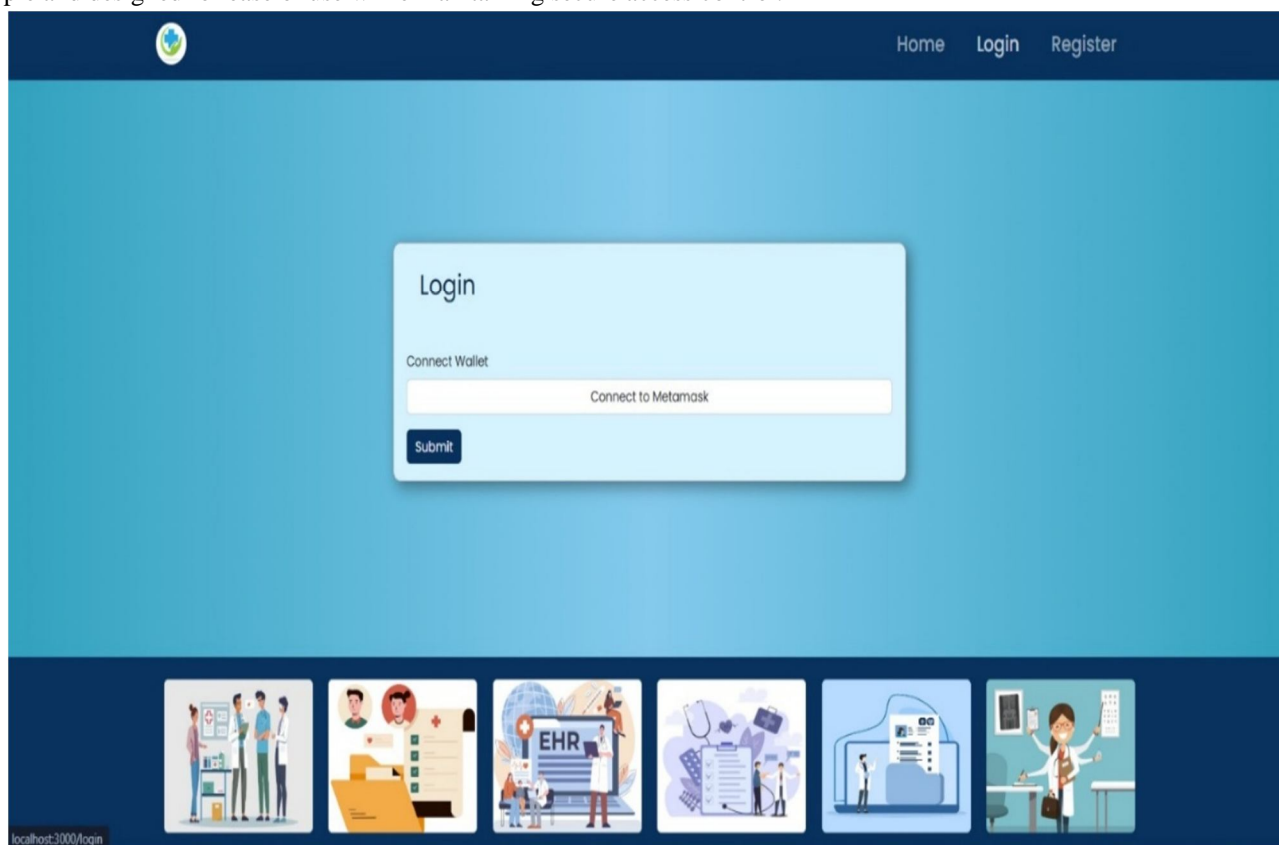 ple and designed for ease of use while maintaining secure access control.
Home Login Register
Login
Connect Wallet
Connect to Metamask
Submit
EHR
localhost:3000/login